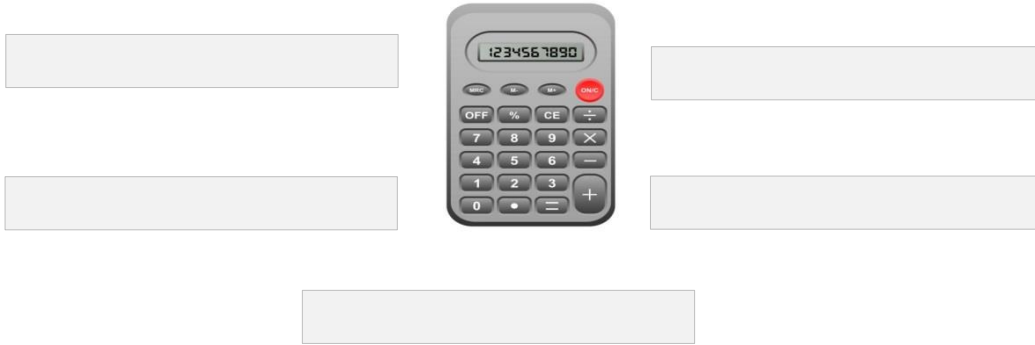 1234567890
MRC M- M+ ON/C
OFF % CE ÷
7 8 9 ×
4 5 6 −
1 2 3 +
0 • =